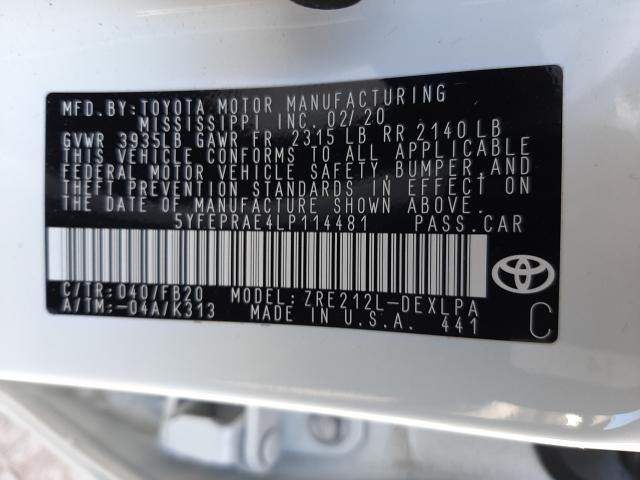 MFD.BY:TOYOTA MOTOR MANUFACTURING
MISSISSIPPI INC. 02/20
GVWR 3935LB GAWR FR 2315 LB RR 2140 LB
THIS VEHICLE CONFORMS TO ALL APPLICABLE
FEDERAL MOTOR VEHICLE SAFETY, BUMPER, AND
THEFT PREVENTION STANDARDS IN EFFECT ON
THE DATE OF MANUFACTURE SHOWN ABOVE.
5YFEPRAE4LP114481 PASS.CAR
C/TR:040/FB20 MODEL:ZRE212L-DEXLPA
A/TM:-04A/K313 MADE IN U.S.A. 441
C